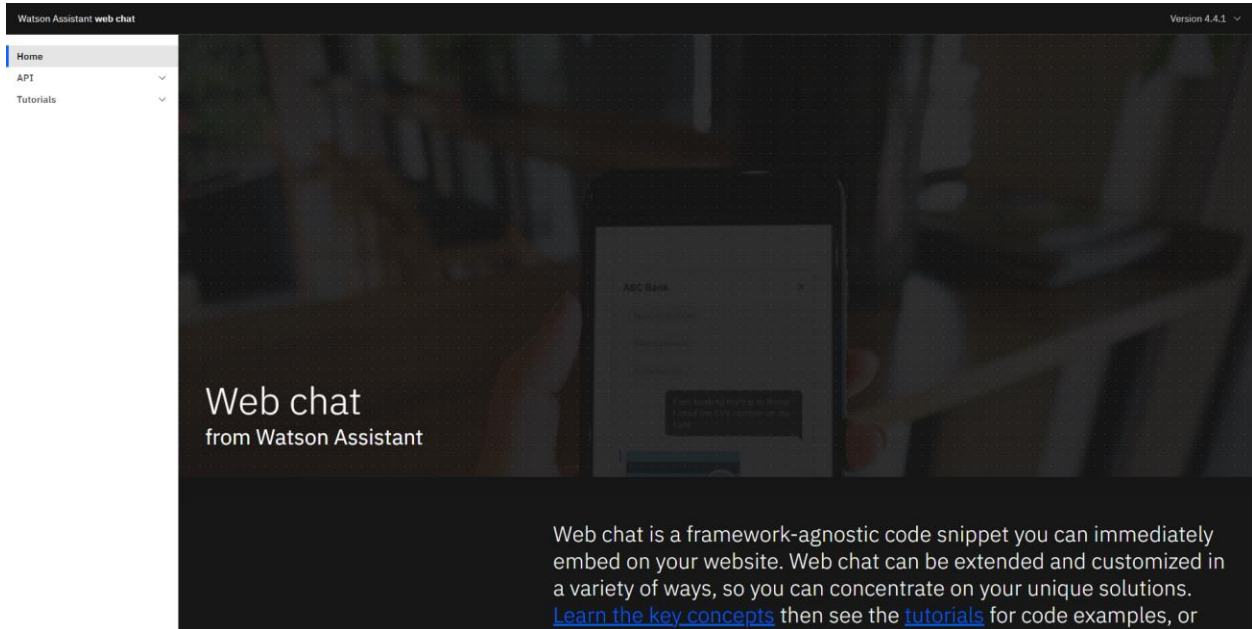 Watson Assistant web chat
Version 4.4.1
Home
API
Tutorials
ABC Bank
Web chat
from Watson Assistant
Web chat is a framework-agnostic code snippet you can immediately
embed on your website. Web chat can be extended and customized in
a variety of ways, so you can concentrate on your unique solutions.
Learn the key concepts then see the tutorials for code examples, or